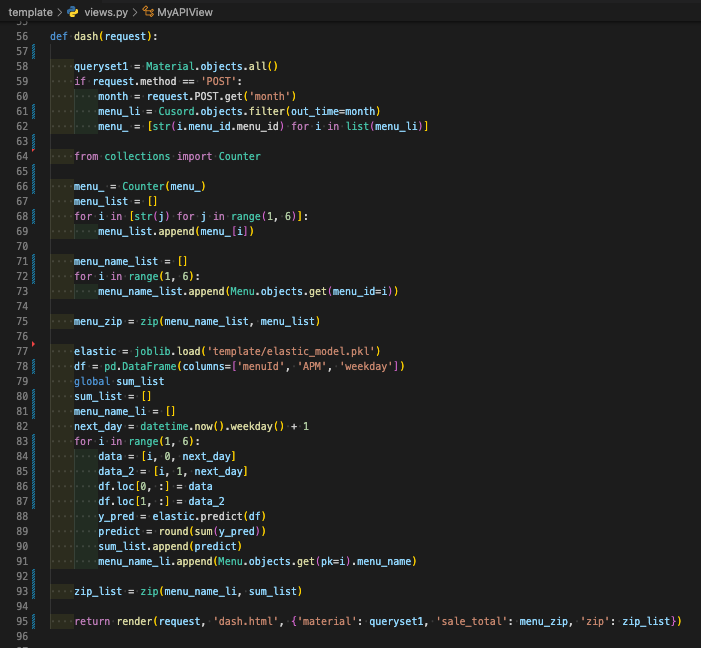 template > views.py > MyAPIView
55
56 def dash(request):
57
58     queryset1 = Material.objects.all()
59     if request.method == 'POST':
60         month = request.POST.get('month')
61         menu_li = Cusord.objects.filter(out_time=month)
62         menu_ = [str(i.menu_id.menu_id) for i in list(menu_li)]
63
64     from collections import Counter
65
66     menu_ = Counter(menu_)
67     menu_list = []
68     for i in [str(j) for j in range(1, 6)]:
69         menu_list.append(menu_[i])
70
71     menu_name_list = []
72     for i in range(1, 6):
73         menu_name_list.append(Menu.objects.get(menu_id=i))
74
75     menu_zip = zip(menu_name_list, menu_list)
76
77     elastic = joblib.load('template/elastic_model.pkl')
78     df = pd.DataFrame(columns=['menuId', 'APM', 'weekday'])
79     global sum_list
80     sum_list = []
81     menu_name_li = []
82     next_day = datetime.now().weekday() + 1
83     for i in range(1, 6):
84         data = [i, 0, next_day]
85         data_2 = [i, 1, next_day]
86         df.loc[0, :] = data
87         df.loc[1, :] = data_2
88         y_pred = elastic.predict(df)
89         predict = round(sum(y_pred))
90         sum_list.append(predict)
91         menu_name_li.append(Menu.objects.get(pk=i).menu_name)
92
93     zip_list = zip(menu_name_li, sum_list)
94
95     return render(request, 'dash.html', {'material': queryset1, 'sale_total': menu_zip, 'zip': zip_list})
96